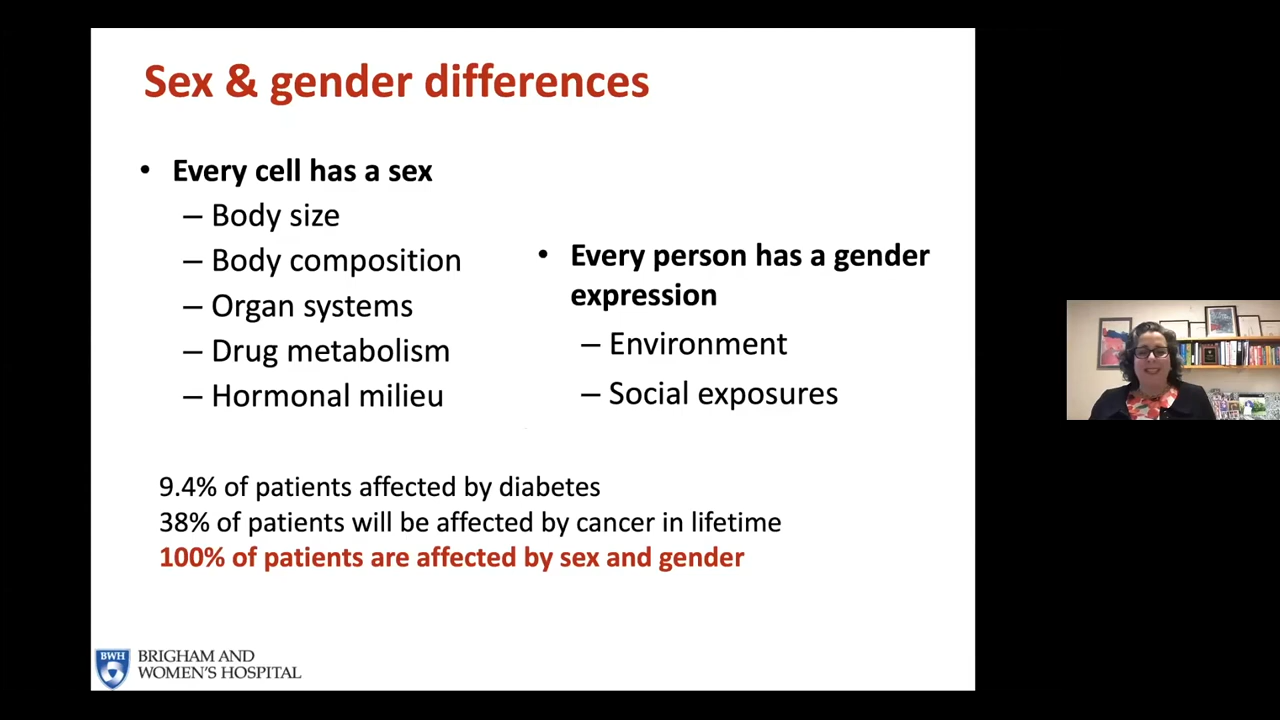 Sex & gender differences
• Every cell has a sex
– Body size
– Body composition
– Organ systems
– Drug metabolism
– Hormonal milieu
• Every person has a gender
expression
– Environment
– Social exposures
9.4% of patients affected by diabetes
38% of patients will be affected by cancer in lifetime
100% of patients are affected by sex and gender
BWH
BRIGHAM AND
WOMEN'S HOSPITAL